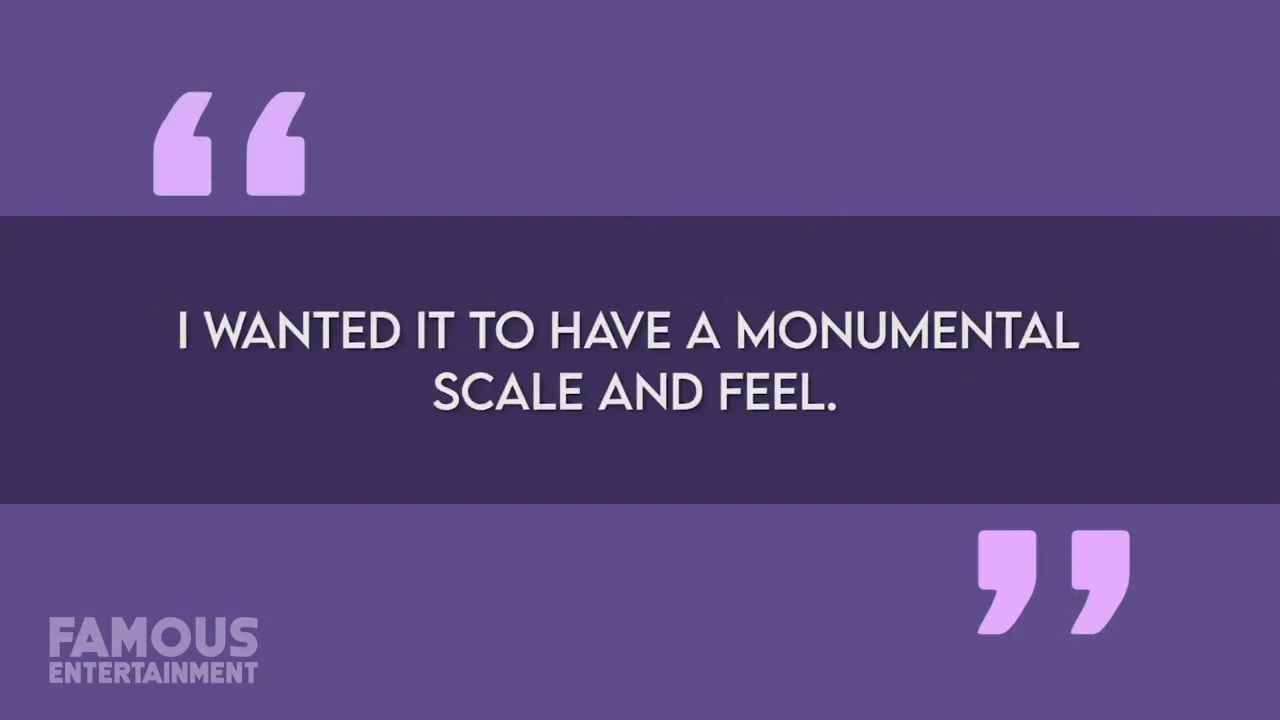 “
I WANTED IT TO HAVE A MONUMENTAL
SCALE AND FEEL.
”
FAMOUS
ENTERTAINMENT